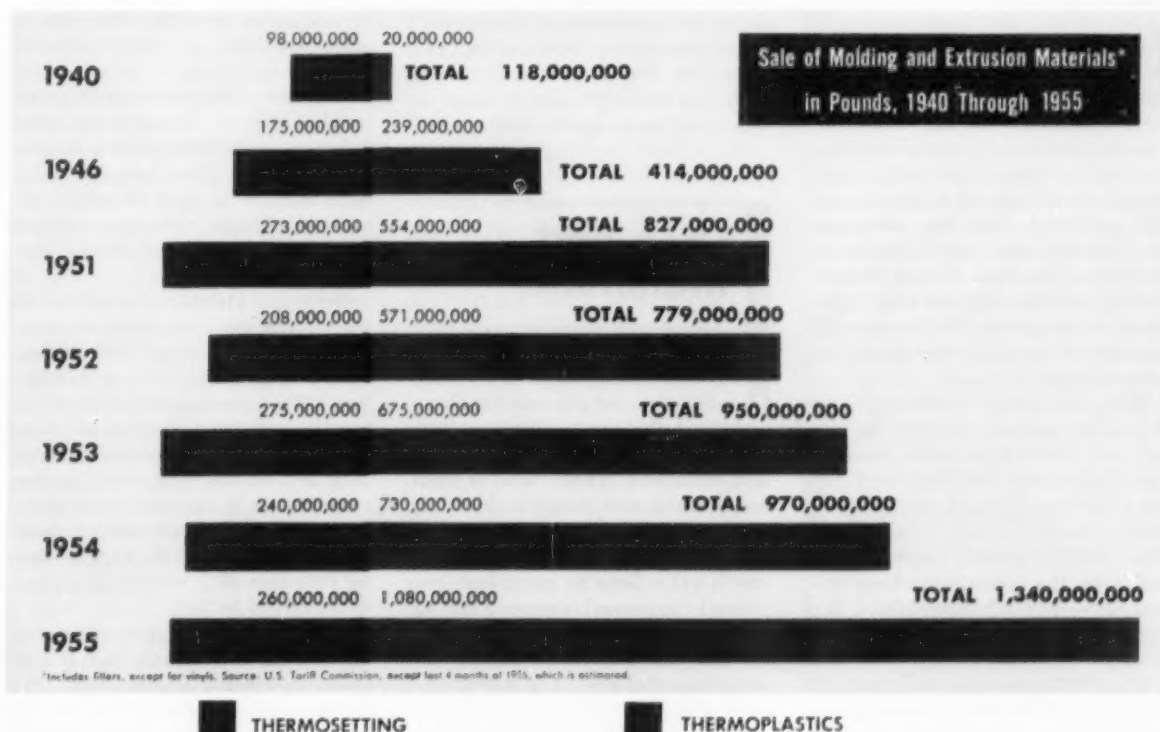 Sale of Molding and Extrusion Materials*
in Pounds, 1940 Through 1955
98,000,000 20,000,000
1940 TOTAL 118,000,000
175,000,000 239,000,000
1946 TOTAL 414,000,000
273,000,000 554,000,000 TOTAL 827,000,000
1951
208,000,000 571,000,000 TOTAL 779,000,000
1952
275,000,000 675,000,000 TOTAL 950,000,000
1953
240,000,000 730,000,000 TOTAL 970,000,000
1954
260,000,000 1,080,000,000 TOTAL 1,340,000,000
1955
*Includes fillers, except for vinyls. Source: U.S. Tariff Commission, except last 4 months of 1955, which is estimated.
THERMOSETTING THERMOPLASTICS